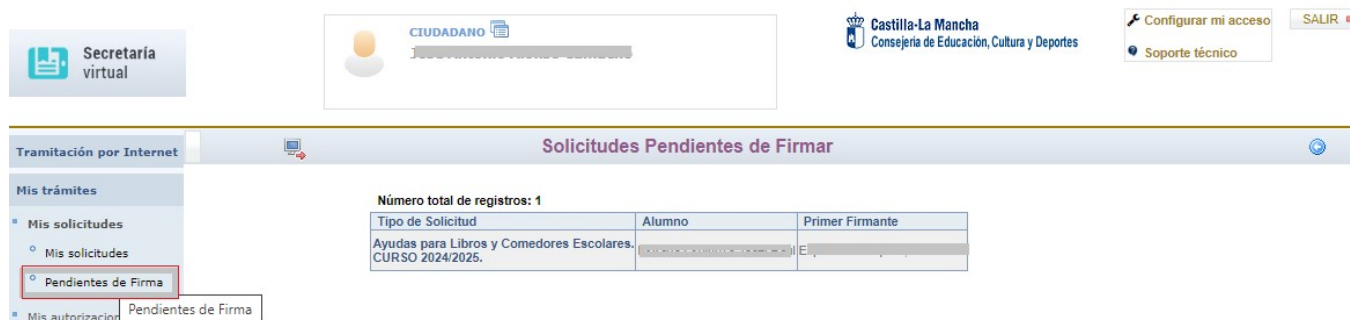 Secretaría
virtual
CIUDADANO
Castilla-La Mancha
Consejería de Educación, Cultura y Deportes
Configurar mi acceso
Soporte técnico
SALIR
Tramitación por Internet
Solicitudes Pendientes de Firmar
Mis trámites
Mis solicitudes
Mis solicitudes
Pendientes de Firma
Pendientes de Firma
Mis
Número total de registros: 1
Tipo de Solicitud Alumno Primer Firmante
Ayudas para Libros y Comedores Escolares.
CURSO 2024/2025.